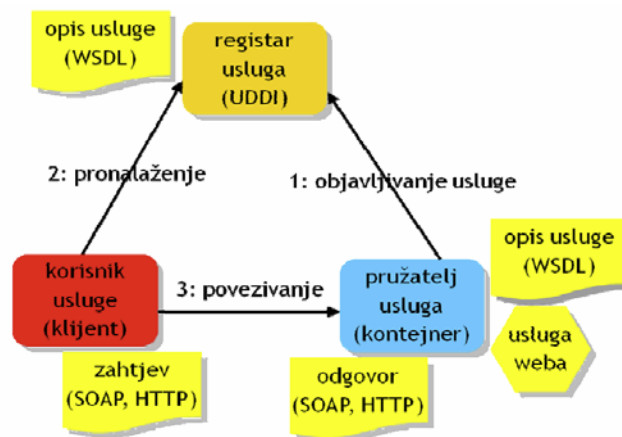 opis usluge
(WSDL)
registar
usluga
(UDDI)
2: pronalaženje
1: objavljivanje usluge
opis usluge
(WSDL)
korisnik
usluge
(klijent)
3: povezivanje
pružatelj
usluga
(kontejner)
usluga
weba
zahtjev
(SOAP, HTTP)
odgovor
(SOAP, HTTP)